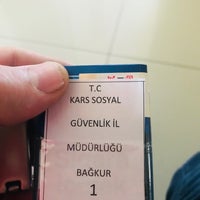 T.C
KARS SOSYAL
GÜVENLİK İL
MÜDÜRLÜĞÜ
BAĞKUR
1